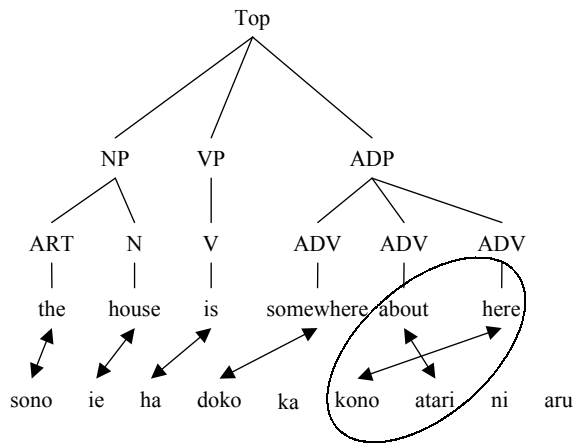 Top
NP VP ADP
ART N V ADV ADV ADV
the house is somewhere about here
sono ie ha doko ka kono atari ni aru